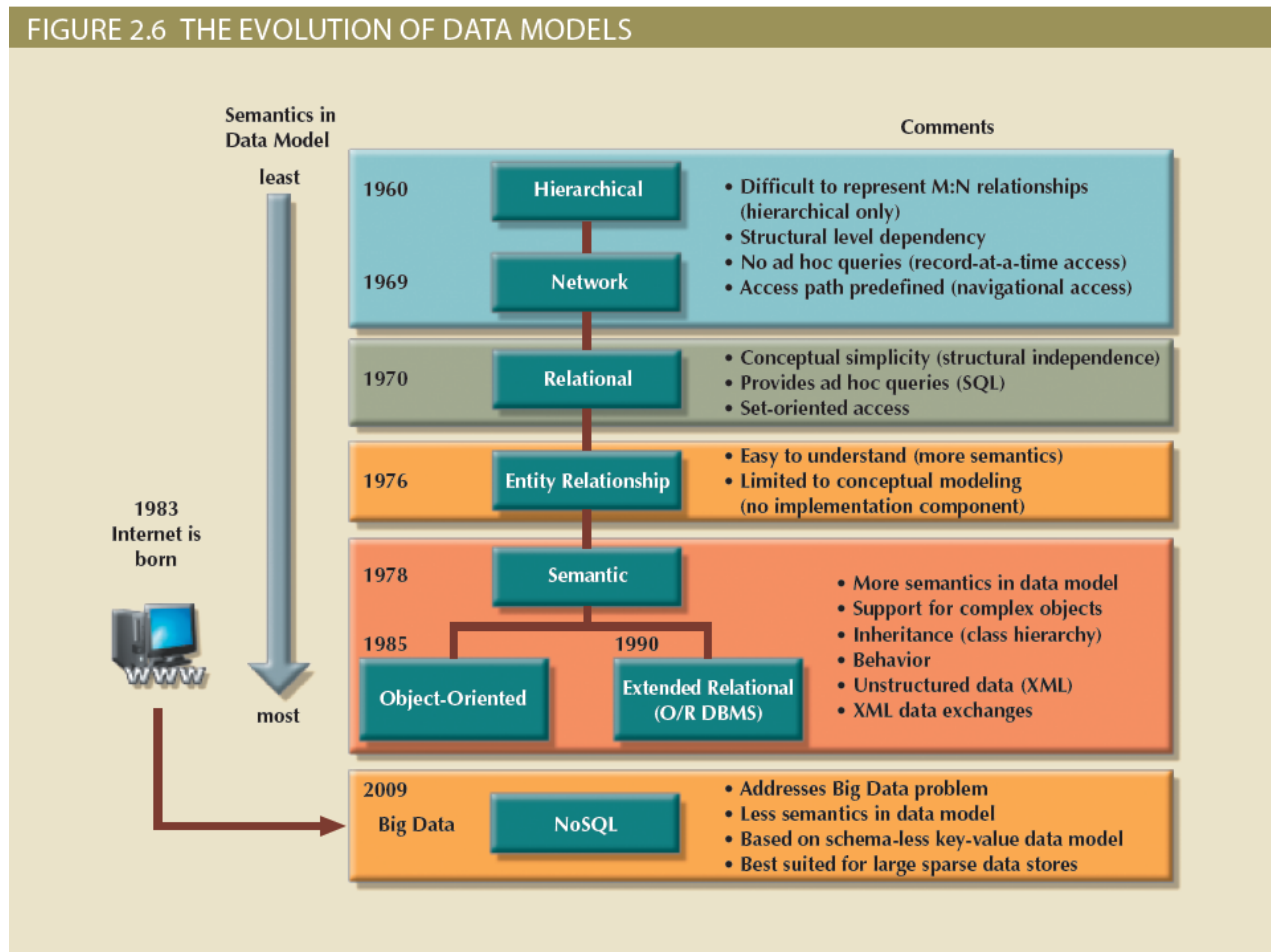 FIGURE 2.6 THE EVOLUTION OF DATA MODELS
Semantics in
Data Model
least
most
1983
Internet is
born
www
Comments
1960
Hierarchical
1969
Network
• Difficult to represent M:N relationships
(hierarchical only)
• Structural level dependency
• No ad hoc queries (record-at-a-time access)
• Access path predefined (navigational access)
1970
Relational
• Conceptual simplicity (structural independence)
• Provides ad hoc queries (SQL)
• Set-oriented access
1976
Entity Relationship
• Easy to understand (more semantics)
• Limited to conceptual modeling
(no implementation component)
1978
Semantic
1985
Object-Oriented
1990
Extended Relational
(O/R DBMS)
• More semantics in data model
• Support for complex objects
• Inheritance (class hierarchy)
• Behavior
• Unstructured data (XML)
• XML data exchanges
2009
Big Data
NoSQL
• Addresses Big Data problem
• Less semantics in data model
• Based on schema-less key-value data model
• Best suited for large sparse data stores